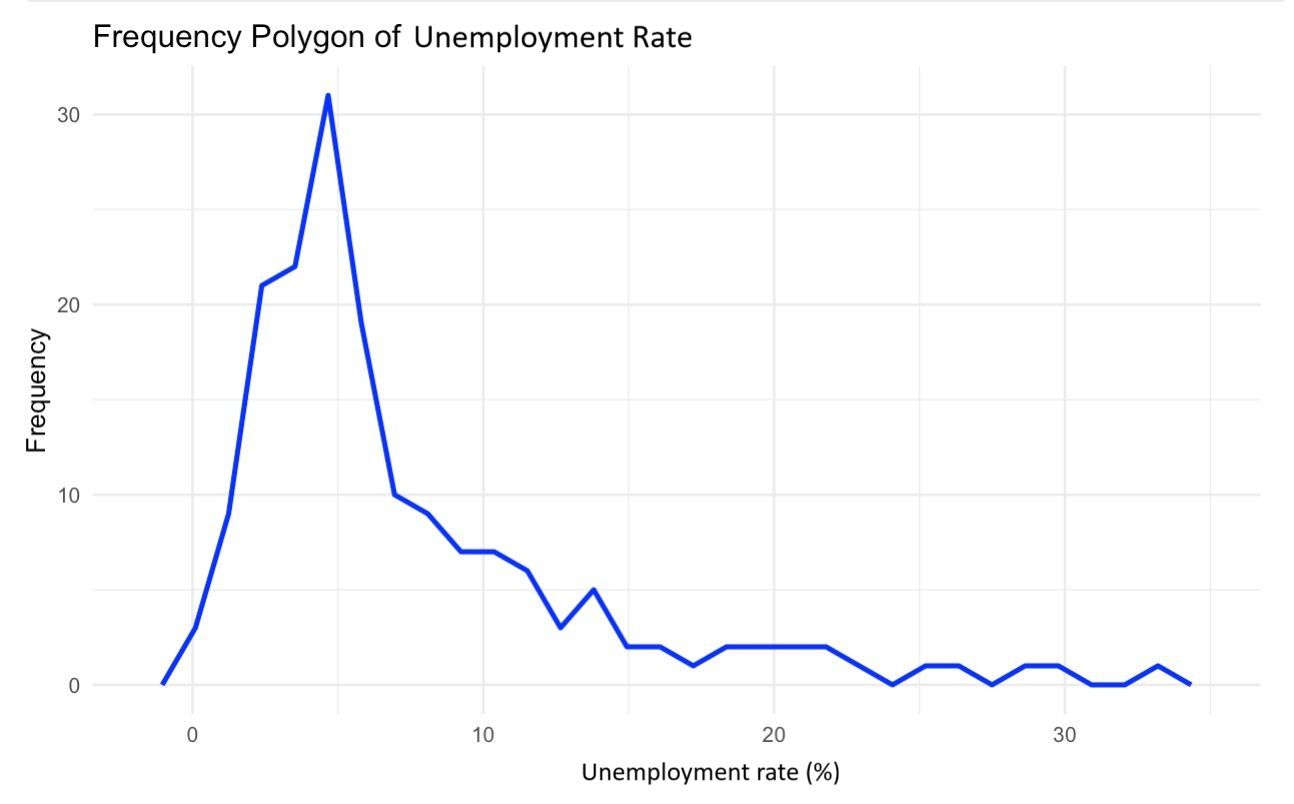 Frequency Polygon of Unemployment Rate
30
20
10
0
Frequency
0 10 20 30
Unemployment rate (%)